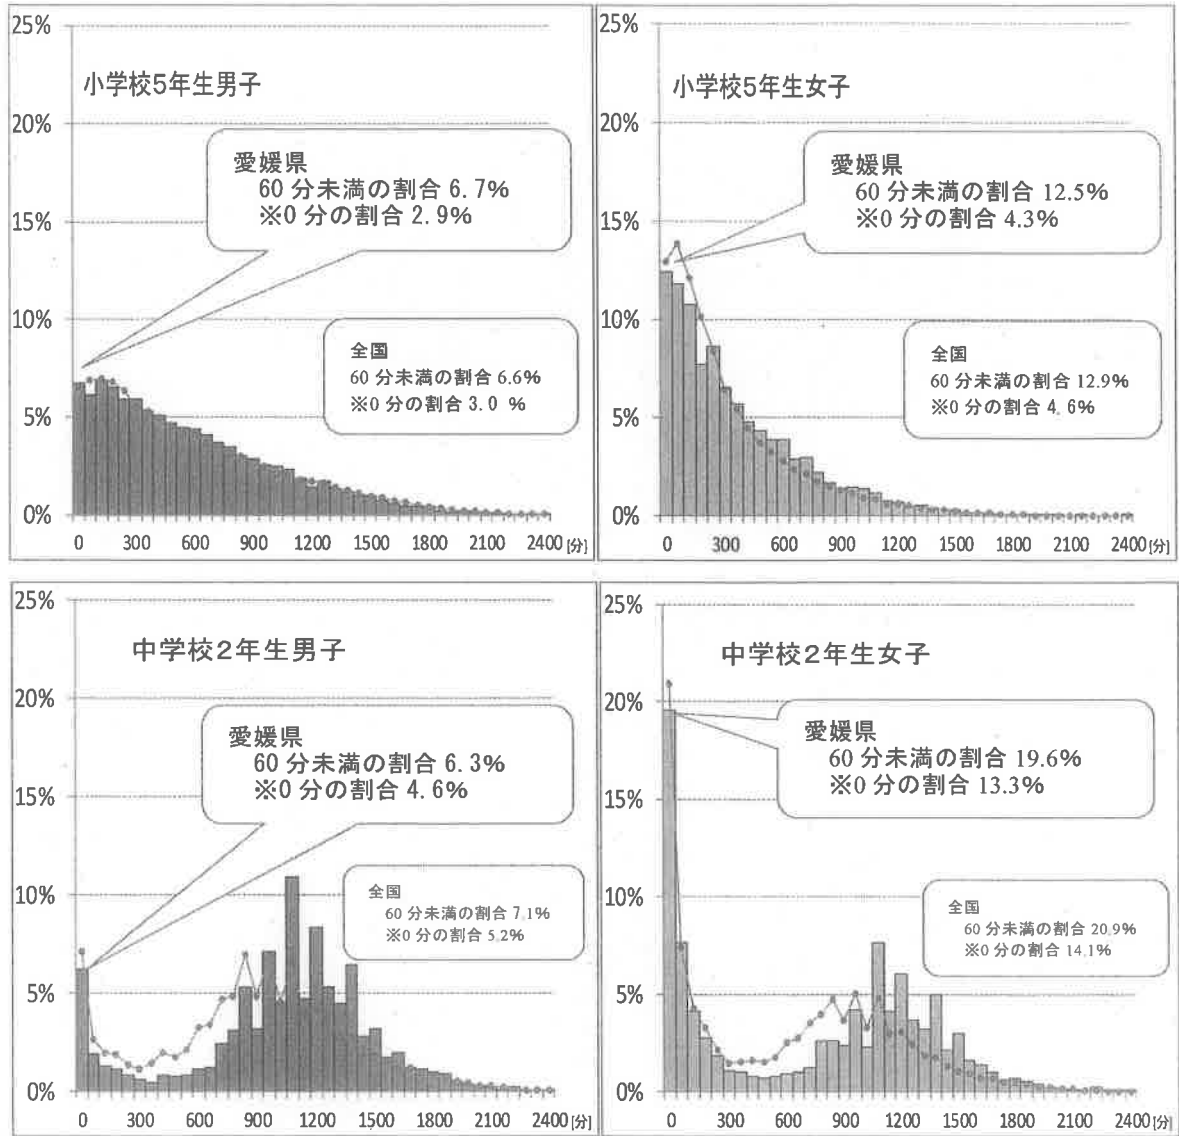 25%
20%
15%
10%
5%
0%
小学校5年生男子
愛媛県
60 分未満の割合 6.7%
※0 分の割合 2.9%
全国
60 分未満の割合 6.6%
※0 分の割合 3.0 %
0 300 600 900 1200 1500 1800 2100 2400 [分]
25%
20%
15%
10%
5%
0%
小学校5年生女子
愛媛県
60 分未満の割合 12.5%
※0 分の割合 4.3%
全国
60 分未満の割合 12.9%
※0 分の割合 4.6%
0 300 600 900 1200 1500 1800 2100 2400 [分]
25%
20%
15%
10%
5%
0%
中学校2年生男子
愛媛県
60 分未満の割合 6.3%
※0 分の割合 4.6%
全国
60 分未満の割合 7.1%
※0 分の割合 5.2%
0 300 600 900 1200 1500 1800 2100 2400 [分]
25%
20%
15%
10%
5%
0%
中学校2年生女子
愛媛県
60 分未満の割合 19.6%
※0 分の割合 13.3%
全国
60 分未満の割合 20.9%
※0 分の割合 14.1%
0 300 600 900 1200 1500 1800 2100 2400 [分]